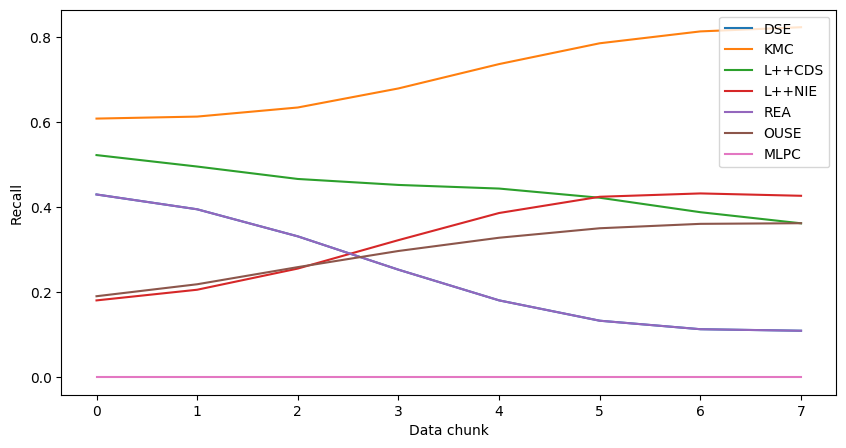 DSE
KMC
L++CDS
L++NIE
REA
OUSE
MLPC
Recall
0.8
0.6
0.4
0.2
0.0
0 1 2 3 4 5 6 7
Data chunk